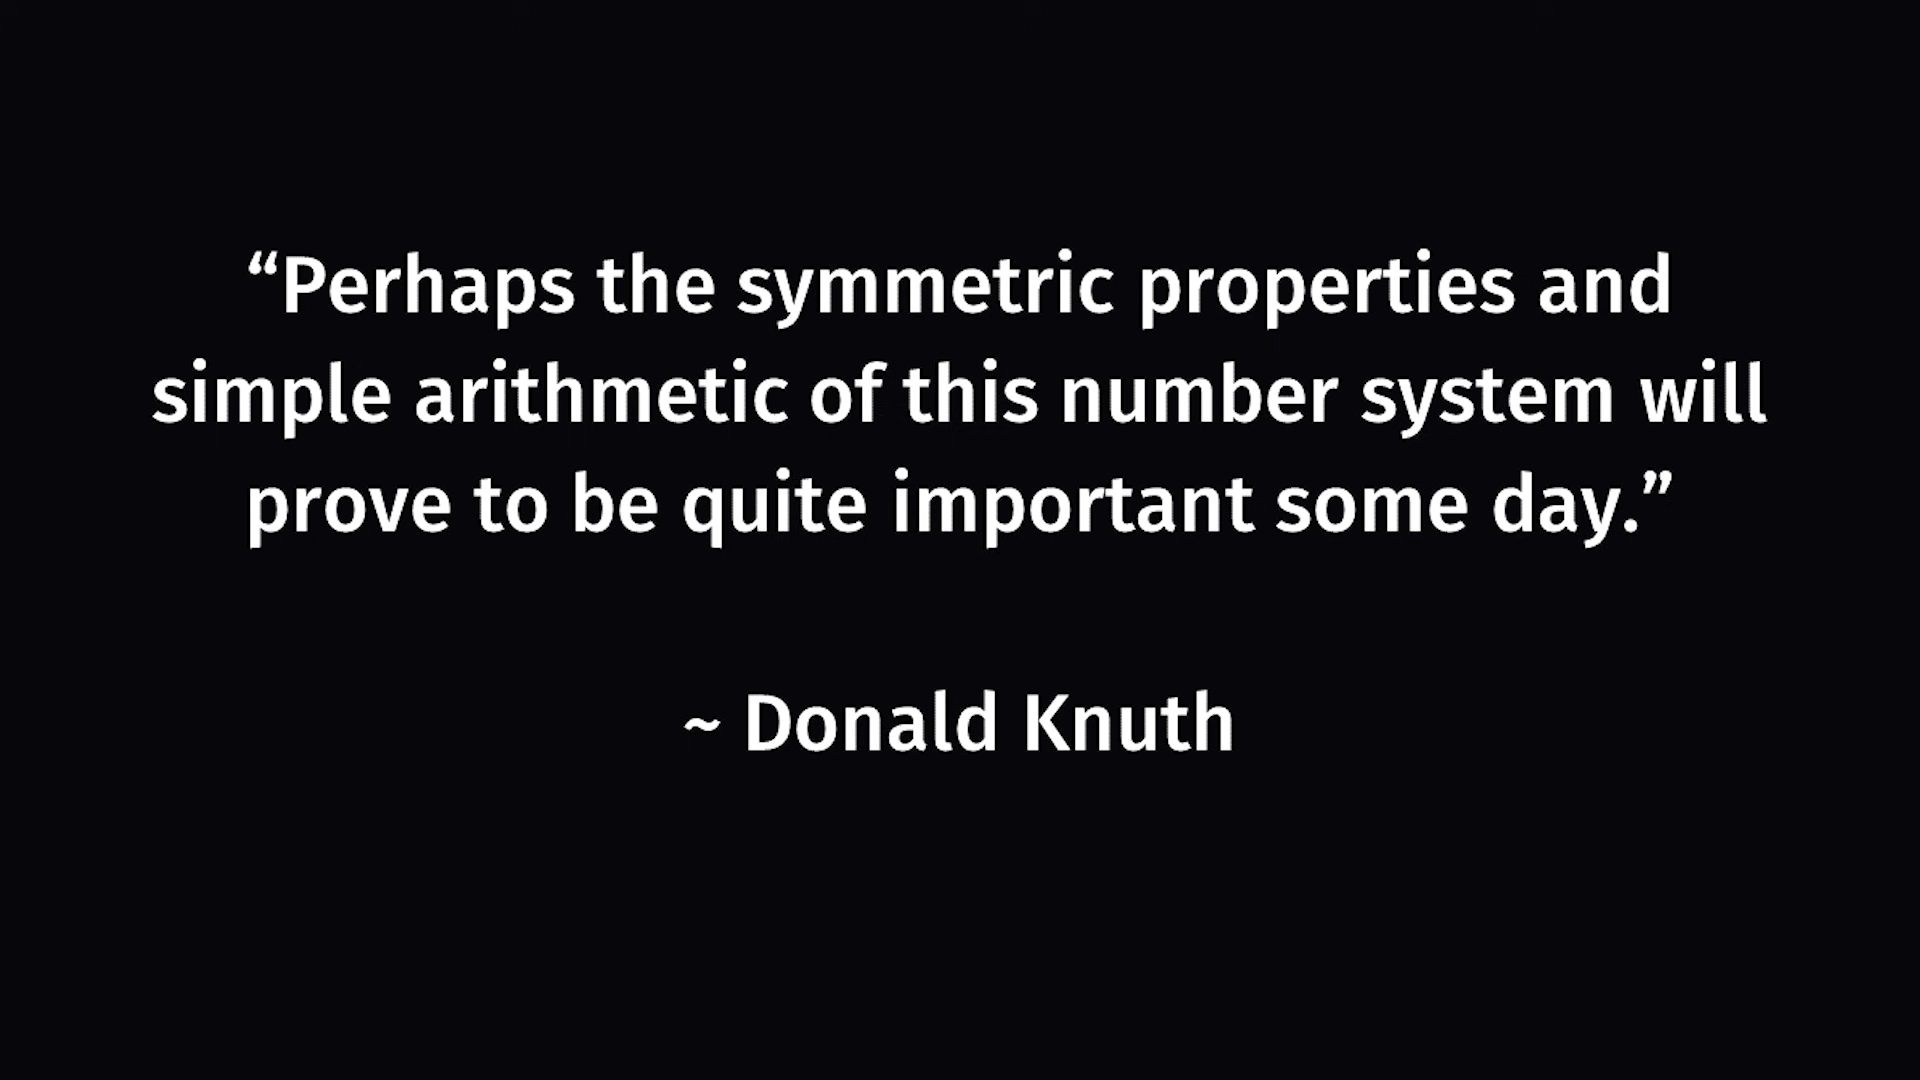 “Perhaps the symmetric properties and
simple arithmetic of this number system will
prove to be quite important some day.”
~ Donald Knuth